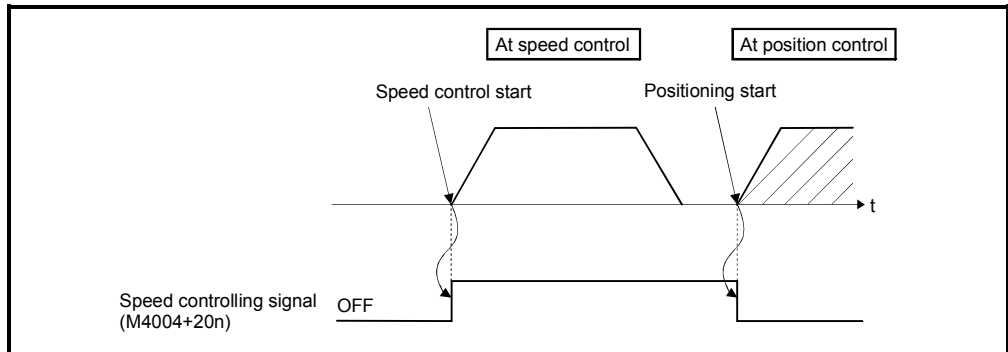 At speed control
At position control
Speed control start
Positioning start
t
Speed controlling signal
(M4004+20n)
OFF